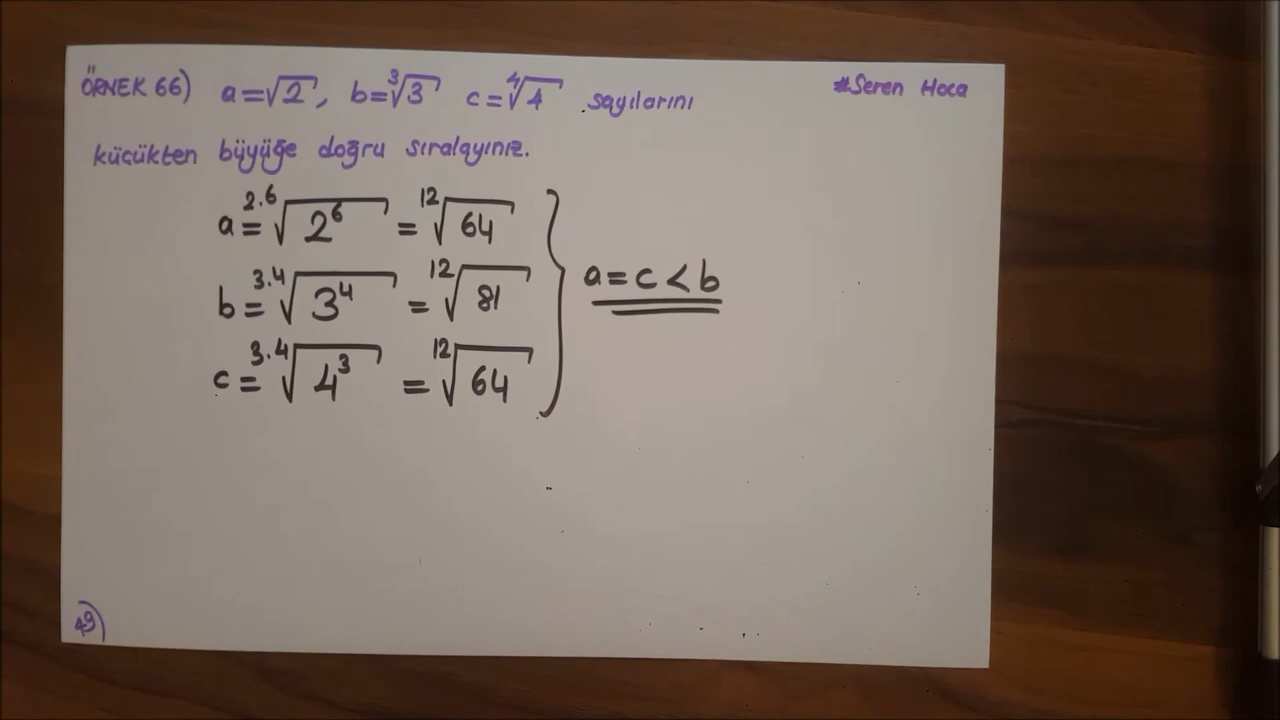 ÖRNEK 66) a=√2, b=∛3 c=∜4 sayılarını
#Seren Hoca
küçükten büyüğe doğru sıralayınız.
a = ²·⁶√2⁶ = ¹²√64
b = ³·⁴√3⁴ = ¹²√81
c = ³·⁴√4³ = ¹²√64
a = c < b
49)